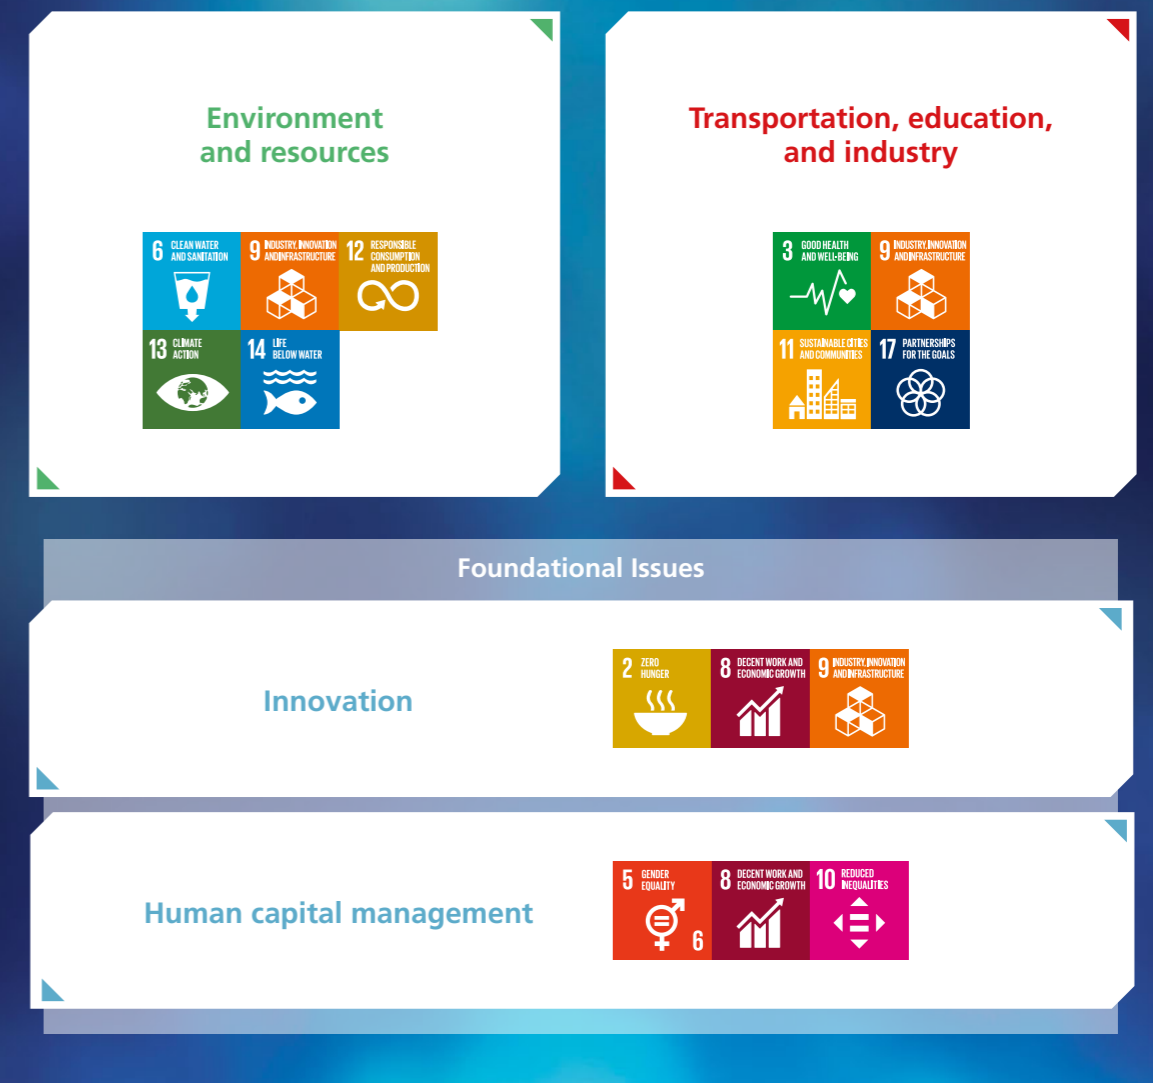 Environment
and resources
6 CLEAN WATER
AND SANITATION
9 INDUSTRY, INNOVATION
AND INFRASTRUCTURE
12 RESPONSIBLE
CONSUMPTION
AND PRODUCTION
13 CLIMATE
ACTION
14 LIFE
BELOW WATER
Transportation, education,
and industry
3 GOOD HEALTH
AND WELL-BEING
9 INDUSTRY, INNOVATION
AND INFRASTRUCTURE
11 SUSTAINABLE CITIES
AND COMMUNITIES
17 PARTNERSHIPS
FOR THE GOALS
Foundational Issues
Innovation
2 ZERO
HUNGER
8 DECENT WORK AND
ECONOMIC GROWTH
9 INDUSTRY, INNOVATION
AND INFRASTRUCTURE
Human capital management
5 GENDER
EQUALITY
6
8 DECENT WORK AND
ECONOMIC GROWTH
10 REDUCED
INEQUALITIES